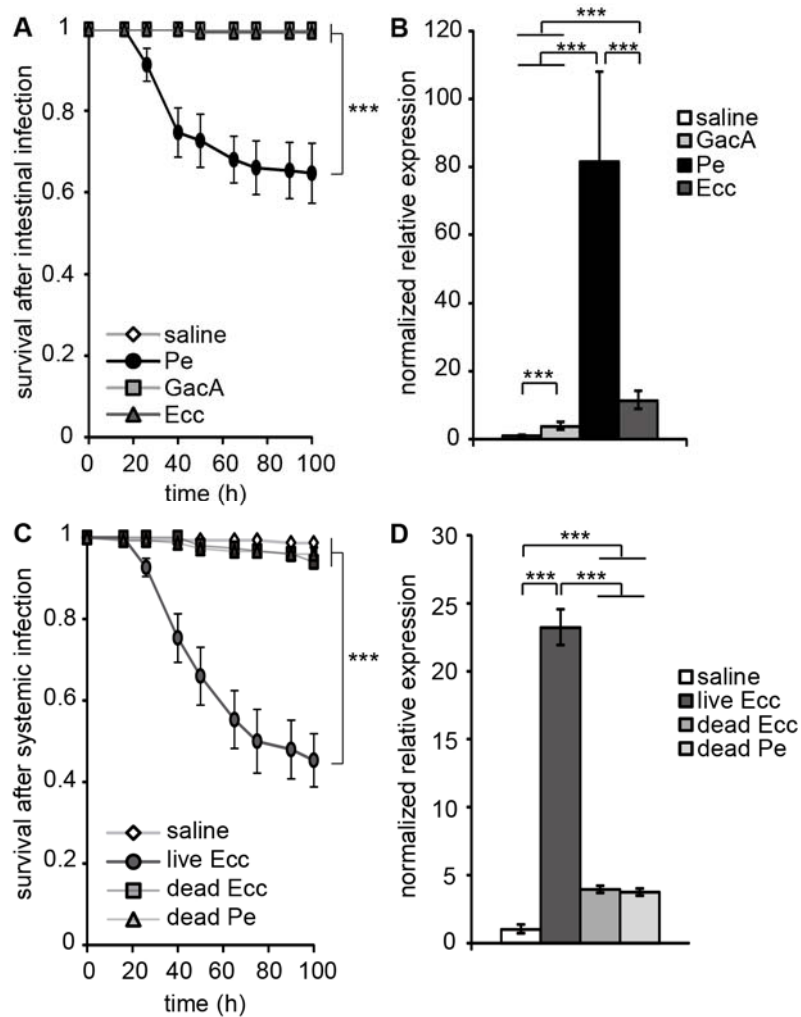 A
survival after intestinal infection
1
0.8
0.6
0.4
0.2
0
0 20 40 60 80 100
time (h)
***
saline
Pe
GacA
Ecc
B
normalized relative expression
120
100
80
60
40
20
0
***
*** ***
***
saline
GacA
Pe
Ecc
C
survival after systemic infection
1
0.8
0.6
0.4
0.2
0
0 20 40 60 80 100
time (h)
***
saline
live Ecc
dead Ecc
dead Pe
D
normalized relative expression
30
25
20
15
10
5
0
***
*** ***
saline
live Ecc
dead Ecc
dead Pe